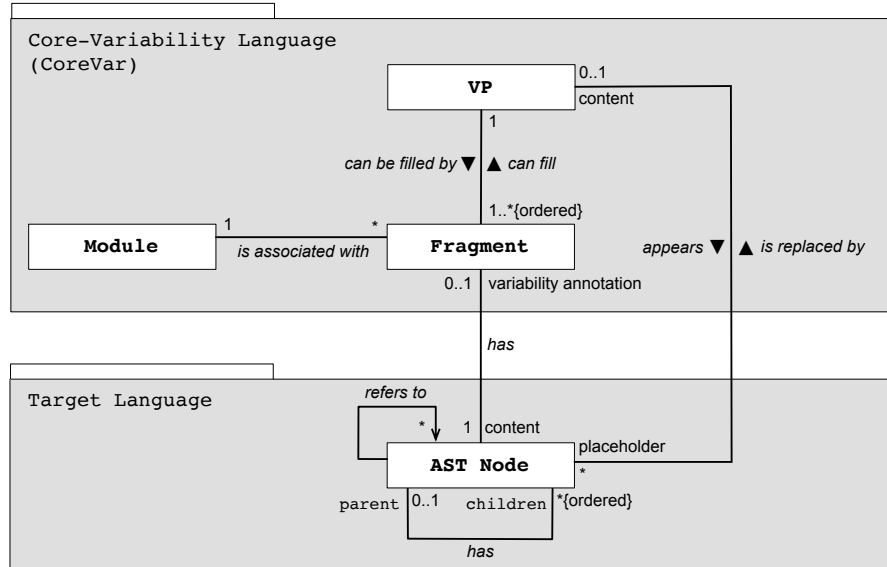 Core-Variability Language
(CoreVar)
VP
0..1
content
1
can be filled by ▼ ▲ can fill
1..*{ordered}
Module
1
*
is associated with
Fragment
appears ▼ ▲ is replaced by
0..1 variability annotation
has
Target Language
refers to
*
1 content
AST Node
placeholder
*
parent
0..1
children
*{ordered}
has